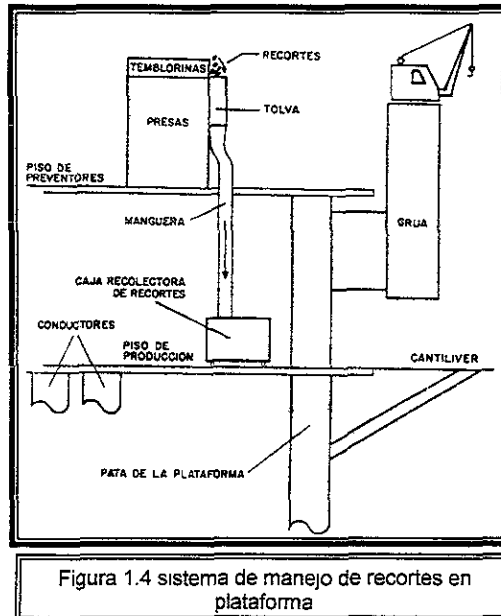 RECORTES
TEMBLORINAS
TOLVA
PRESAS
PISO DE
PREVENTORES
MANGUERA
GRUA
CAJA RECOLECTORA
DE RECORTES
CONDUCTORES
PISO DE
PRODUCCION
CANTILIVER
PATA DE LA PLATAFORMA
Figura 1.4 sistema de manejo de recortes en
plataforma